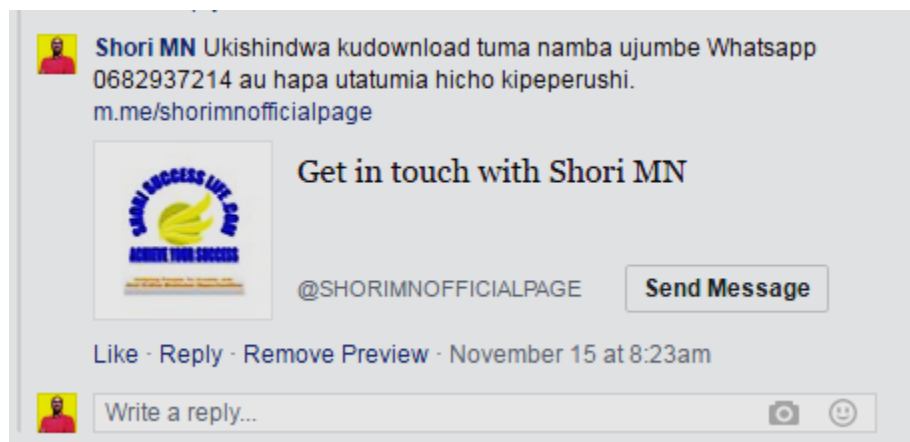 Shori MN Ukishindwa kudownload tuma namba ujumbe Whatsapp
0682937214 au hapa utatumia hicho kipeperushi.
m.me/shorimnofficialpage
SHORI SUCCESS LIFE.COM
ACHIEVE YOUR SUCCESS
Get in touch with Shori MN
@SHORIMNOFFICIALPAGE
Send Message
Like · Reply · Remove Preview · November 15 at 8:23am
Write a reply...